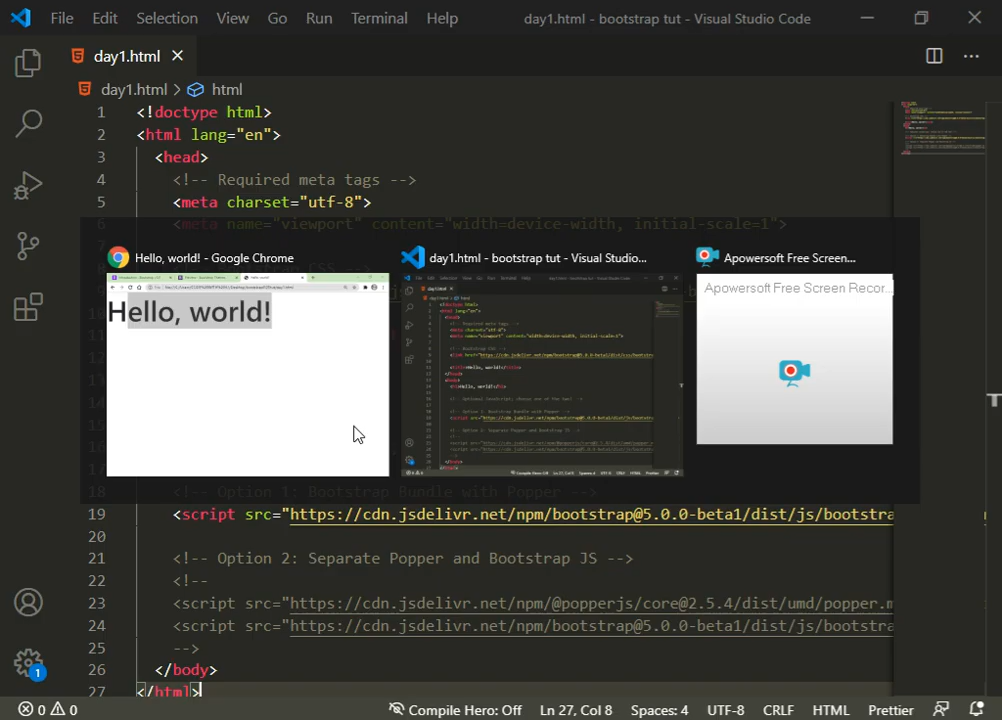 File Edit Selection View Go Run Terminal Help day1.html - bootstrap tut - Visual Studio Code
day1.html
day1.html > html
1 <!doctype html>
2 <html lang="en">
3 <head>
4 <!-- Required meta tags -->
5 <meta charset="utf-8">
6 <meta name="viewport" content="width=device-width, initial-scale=1">
Hello, world! - Google Chrome
day1.html - bootstrap tut - Visual Studio...
Apowersoft Free Screen...
Apowersoft Free Screen Recor...
Hello, world!
18 <!-- Option 1: Bootstrap Bundle with Popper -->
19 <script src="https://cdn.jsdelivr.net/npm/bootstrap@5.0.0-beta1/dist/js/bootstra
20
21 <!-- Option 2: Separate Popper and Bootstrap JS -->
22 <!--
23 <script src="https://cdn.jsdelivr.net/npm/@popperjs/core@2.5.4/dist/umd/popper.m
24 <script src="https://cdn.jsdelivr.net/npm/bootstrap@5.0.0-beta1/dist/js/bootstra
25 -->
26 </body>
27 </html>
1
0 0 Compile Hero: Off Ln 27, Col 8 Spaces: 4 UTF-8 CRLF HTML Prettier